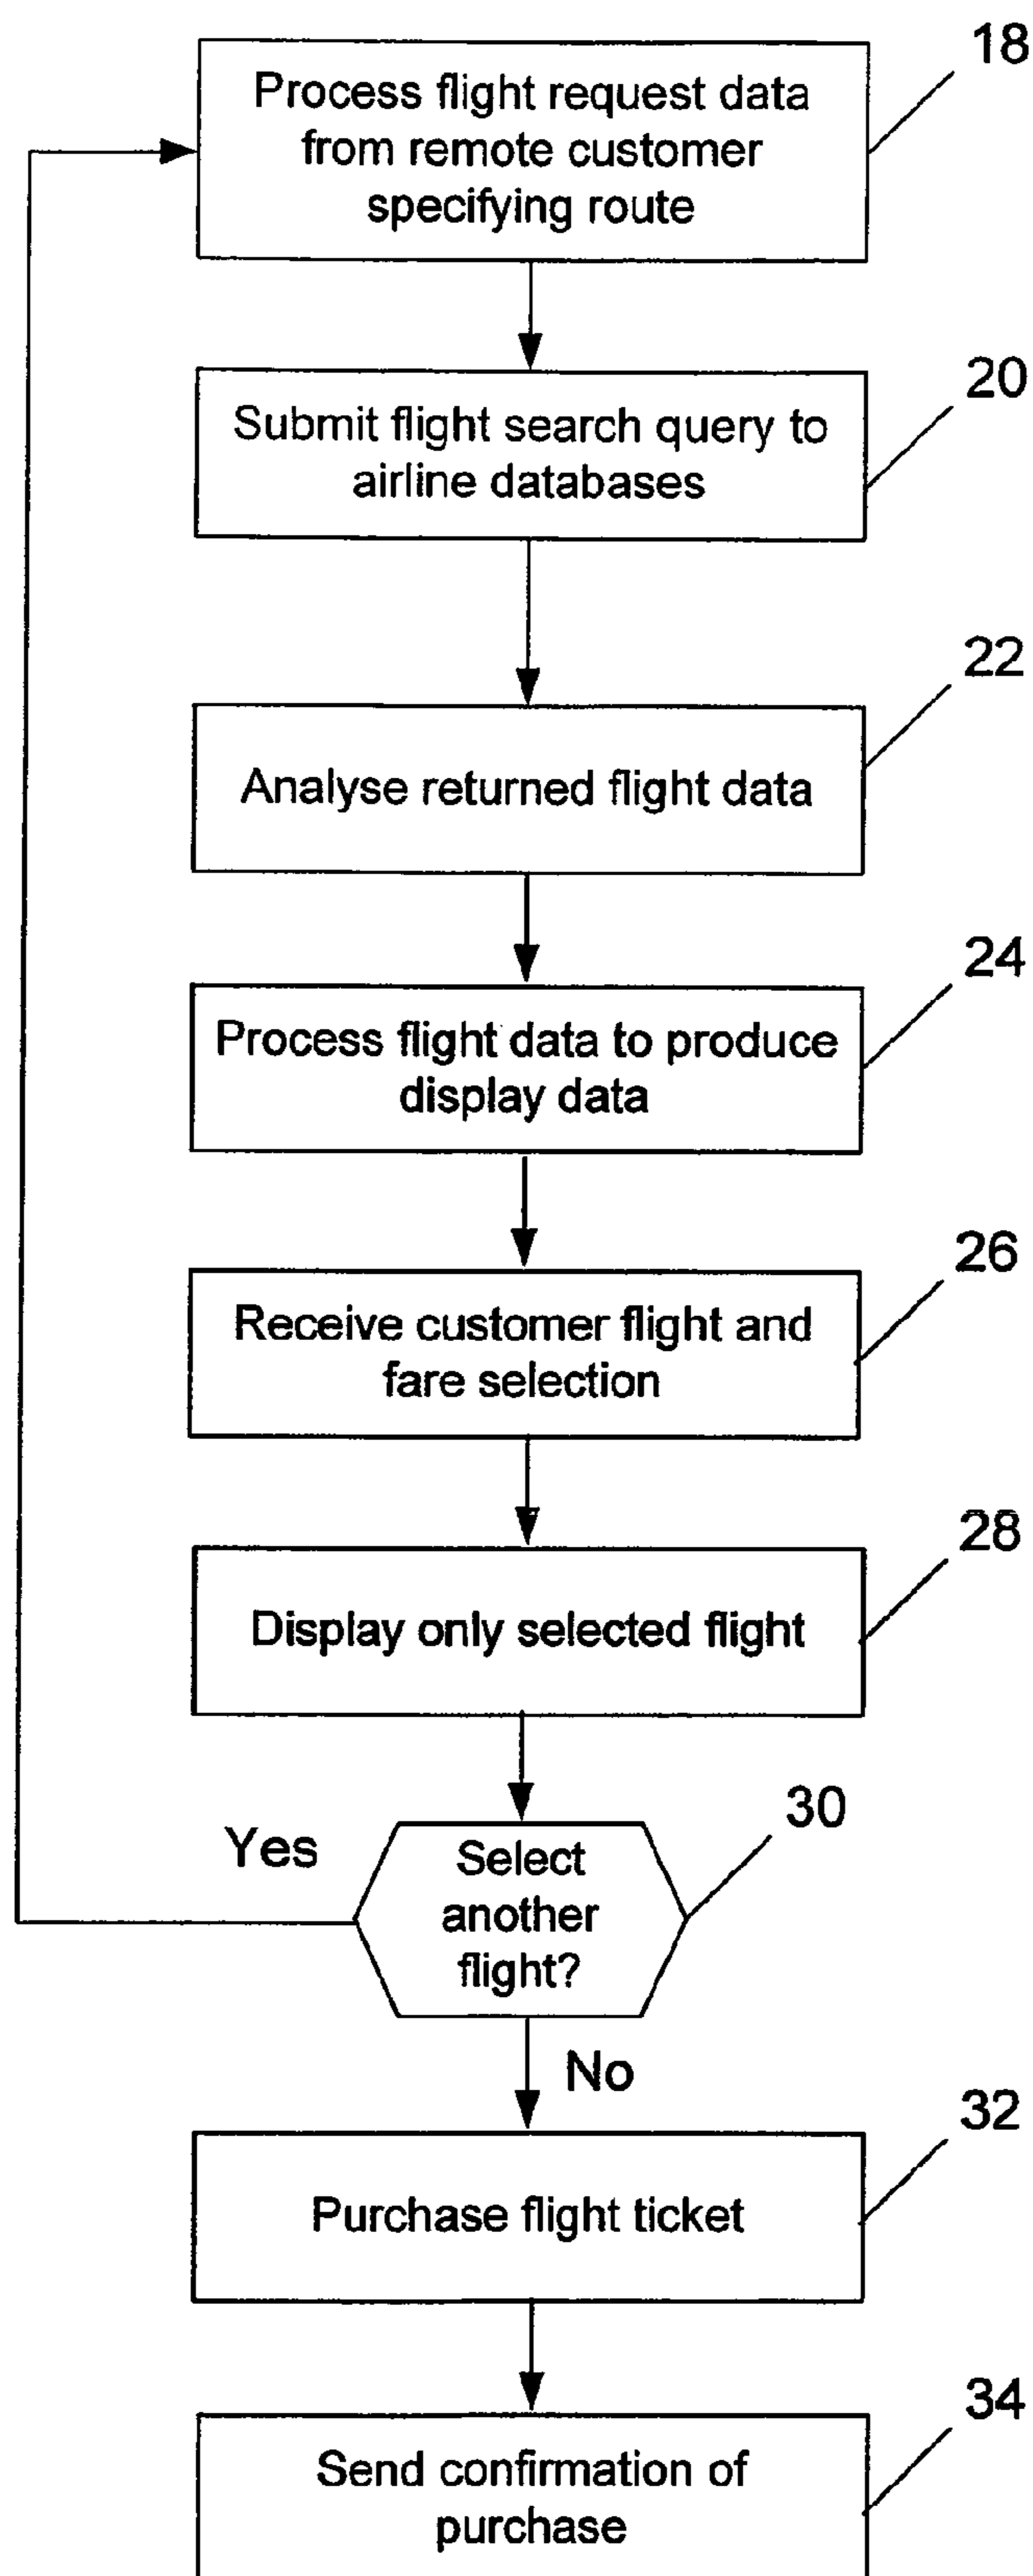 18
Process flight request data
from remote customer
specifying route
20
Submit flight search query to
airline databases
22
Analyse returned flight data
24
Process flight data to produce
display data
26
Receive customer flight and
fare selection
28
Display only selected flight
30
Yes
Select
another
flight?
No
32
Purchase flight ticket
34
Send confirmation of
purchase